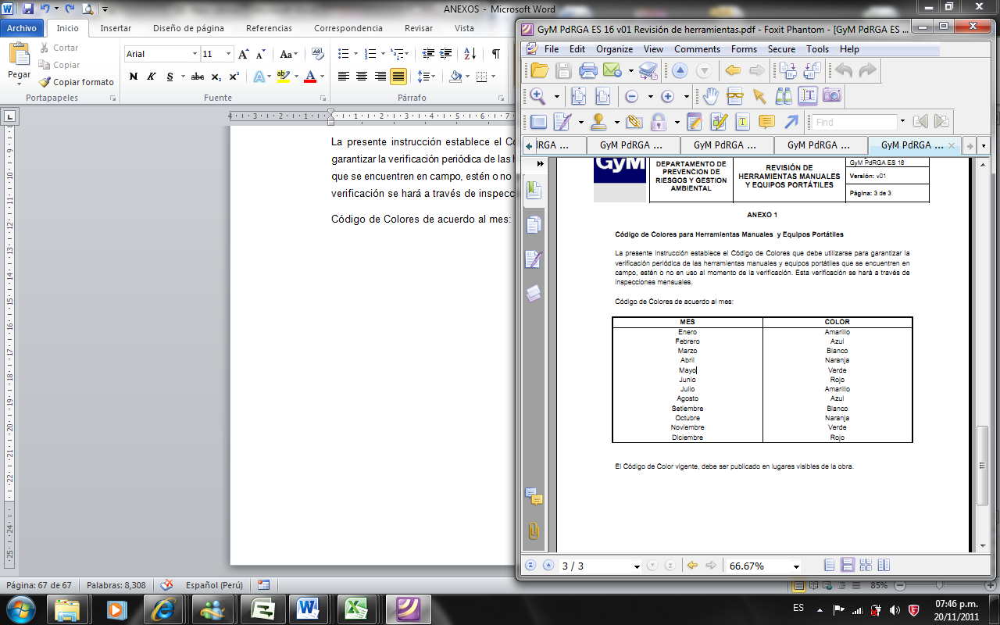 ANEXOS - Microsoft Word
Archivo Inicio Insertar Diseño de página Referencias Correspondencia Revisar Vista
Pegar
Cortar
Copiar
Copiar formato
Portapapeles
Arial 11
Fuente
Párrafo
La presente instrucción establece el Có
garantizar la verificación periódica de las h
que se encuentren en campo, estén o no
verificación se hará a través de inspecc
Código de Colores de acuerdo al mes:
Página: 67 de 67 Palabras: 8,308 Español (Perú)
85%
GyM PdRGA ES 16 v01 Revisión de herramientas.pdf - Foxit Phantom - [GyM PdRGA ES ...
File Edit Organize View Comments Forms Secure Tools Help
Find
IRGA ... GyM PdRGA ... GyM PdRGA ... GyM PdRGA ... GyM PdRGA ...
GyM
DEPARTAMENTO DE
PREVENCION DE
RIESGOS Y GESTION
AMBIENTAL
REVISIÓN DE
HERRAMIENTAS MANUALES
Y EQUIPOS PORTÁTILES
GyM PdRGA ES 16
Versión: v01
Página: 3 de 3
ANEXO 1
Código de Colores para Herramientas Manuales y Equipos Portátiles
La presente instrucción establece el Código de Colores que debe utilizarse para garantizar la
verificación periódica de las herramientas manuales y equipos portátiles que se encuentren en
campo, estén o no en uso al momento de la verificación. Esta verificación se hará a través de
inspecciones mensuales.
Código de Colores de acuerdo al mes:
MES COLOR
Enero Amarillo
Febrero Azul
Marzo Blanco
Abril Naranja
Mayo Verde
Junio Rojo
Julio Amarillo
Agosto Azul
Setiembre Blanco
Octubre Naranja
Noviembre Verde
Diciembre Rojo
El Código de Color vigente, debe ser publicado en lugares visibles de la obra.
3 / 3 66.67%
ES
07:46 p.m.
20/11/2011